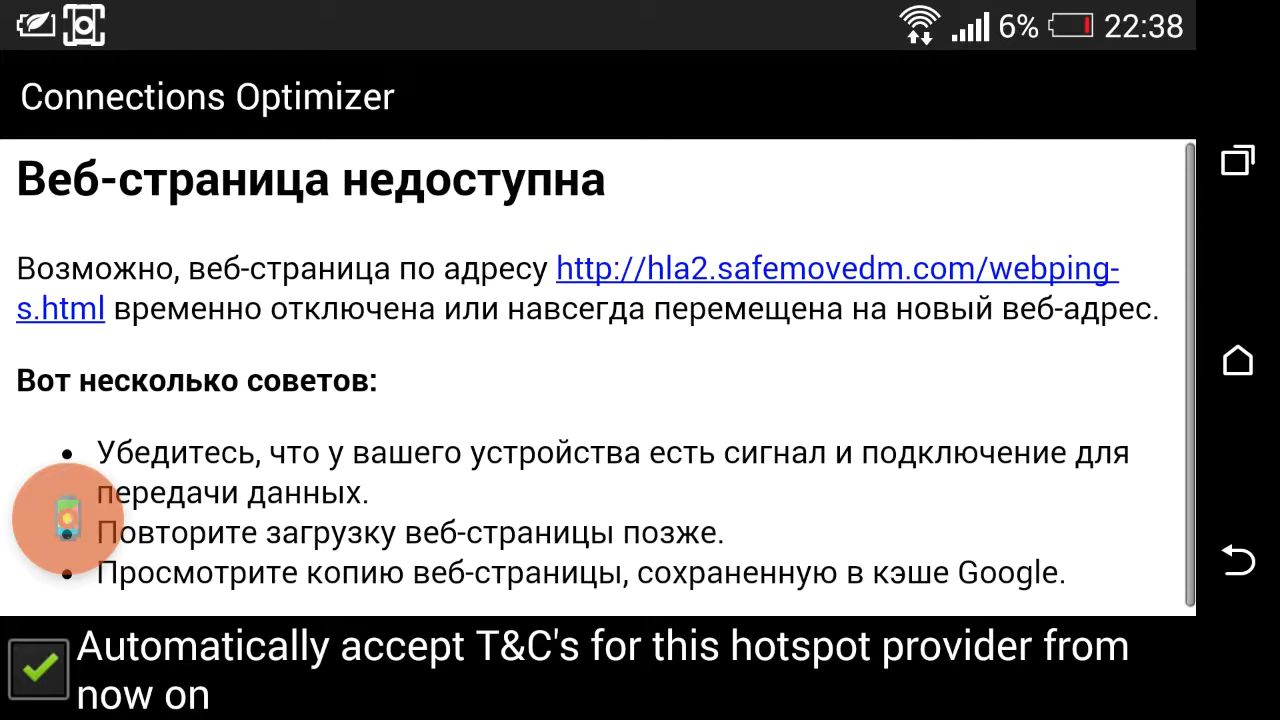 6% 22:38
Connections Optimizer
Веб-страница недоступна
Возможно, веб-страница по адресу http://hla2.safemovedm.com/webping-
s.html временно отключена или навсегда перемещена на новый веб-адрес.
Вот несколько советов:
• Убедитесь, что у вашего устройства есть сигнал и подключение для
передачи данных.
• Повторите загрузку веб-страницы позже.
• Просмотрите копию веб-страницы, сохраненную в кэше Google.
Automatically accept T&C's for this hotspot provider from
now on